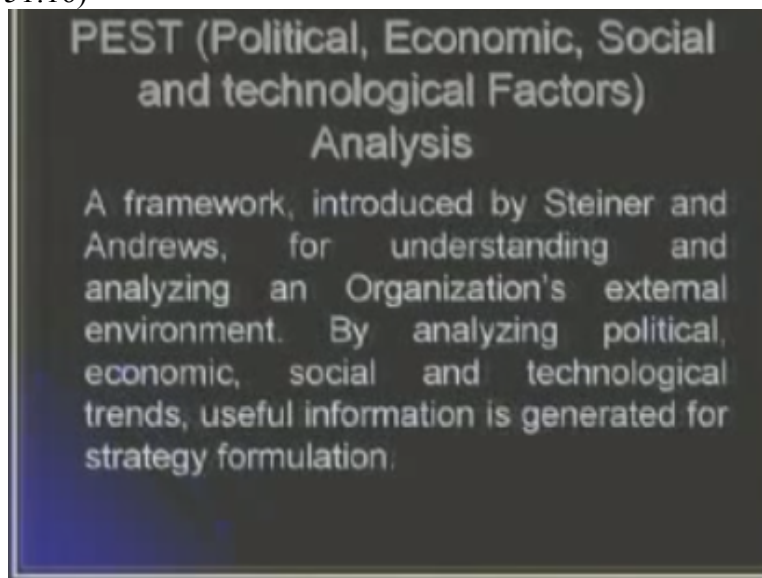 PEST (Political, Economic, Social
and technological Factors)
Analysis
A framework, introduced by Steiner and
Andrews, for understanding and
analyzing an Organization's external
environment. By analyzing political,
economic, social and technological
trends, useful information is generated for
strategy formulation.